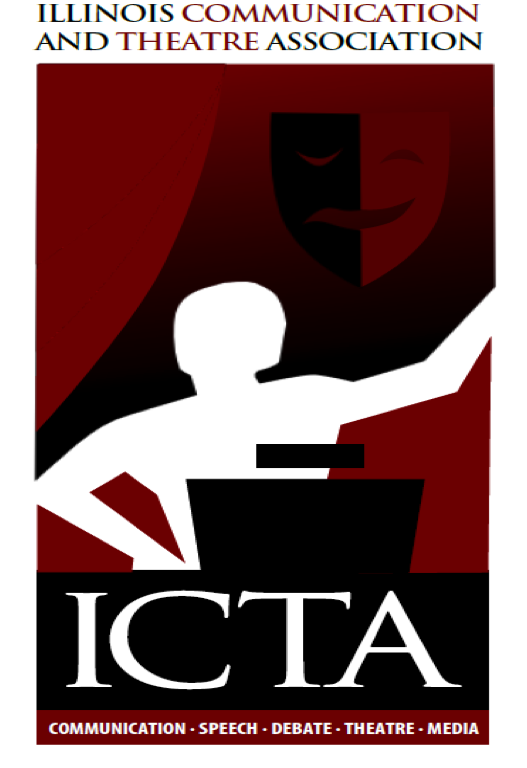 ILLINOIS COMMUNICATION
AND THEATRE ASSOCIATION
ICTA
COMMUNICATION · SPEECH · DEBATE · THEATRE · MEDIA